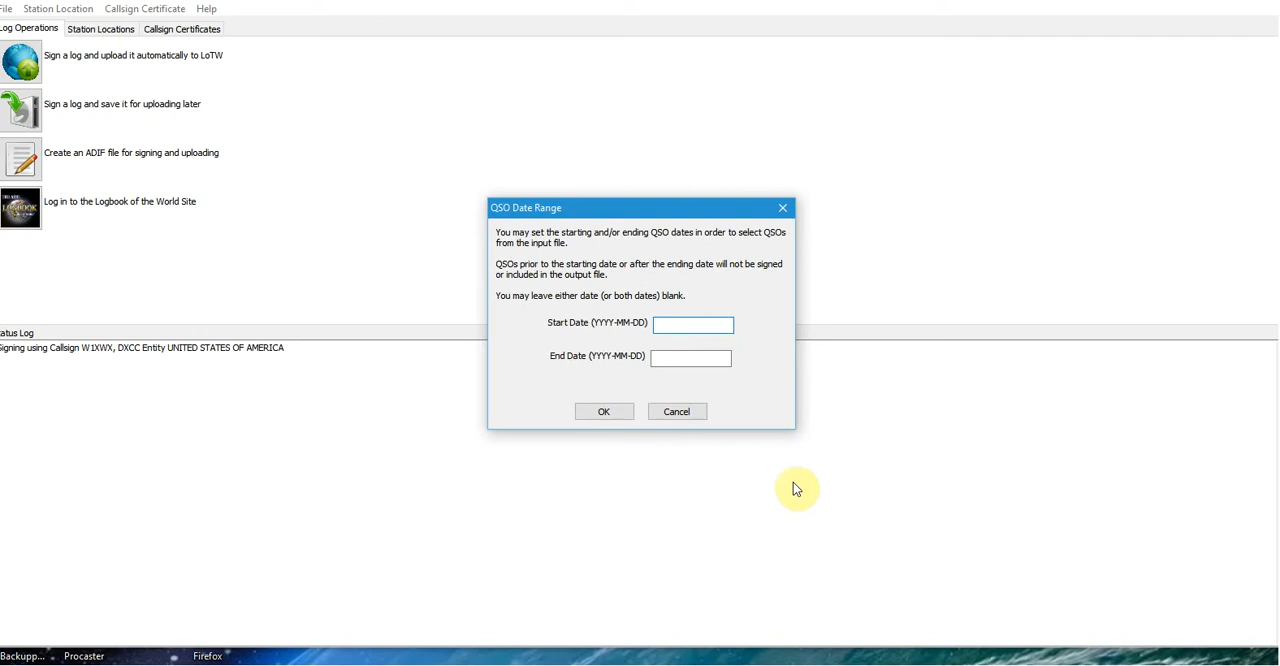 File Station Location Callsign Certificate Help
Log Operations Station Locations Callsign Certificates
Sign a log and upload it automatically to LoTW
Sign a log and save it for uploading later
Create an ADIF file for signing and uploading
LOGBOOK
Log in to the Logbook of the World Site
QSO Date Range
You may set the starting and/or ending QSO dates in order to select QSOs
from the input file.
QSOs prior to the starting date or after the ending date will not be signed
or included in the output file.
You may leave either date (or both dates) blank.
Start Date (YYYY-MM-DD)
End Date (YYYY-MM-DD)
OK Cancel
tatus Log
Signing using Callsign W1XWX, DXCC Entity UNITED STATES OF AMERICA
Backupp... Procaster Firefox